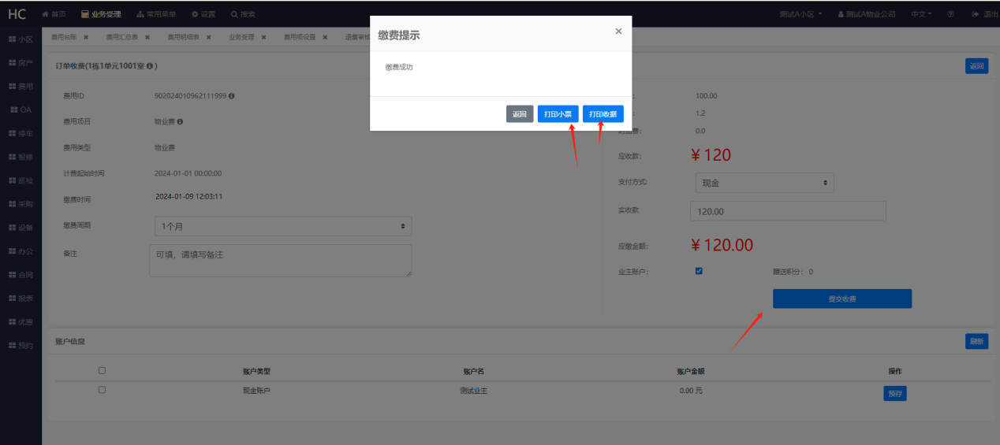 HC 首页 业务受理 常用菜单 设置 搜索 测试A小区 测试A物业公司 中文 退出
费用台账 × 费用汇总表 × 费用明细表 × 业务受理 × 费用项设置 × 退费审核
小区
房产
费用
OA
停车
报修
巡检
采购
设备
办公
合同
报表
优惠
预约
缴费提示 ×
缴费成功
返回 打印小票 打印收据
订单收费(1栋1单元1001室 ) 返回
费用ID 902024010962111999
100.00
费用项目 物业费
1.2
附加费: 0.0
费用类型 物业费
应收款: ¥ 120
计费起始时间 2024-01-01 00:00:00
支付方式: 现金
缴费时间 2024-01-09 12:03:11
实收款 120.00
缴费周期 1个月
应缴金额: ¥ 120.00
备注 可填，请填写备注
业主账户: 赠送积分: 0
提交收费
账户信息 刷新
账户类型 账户名 账户金额 操作
现金账户 测试业主 0.00 元 预存